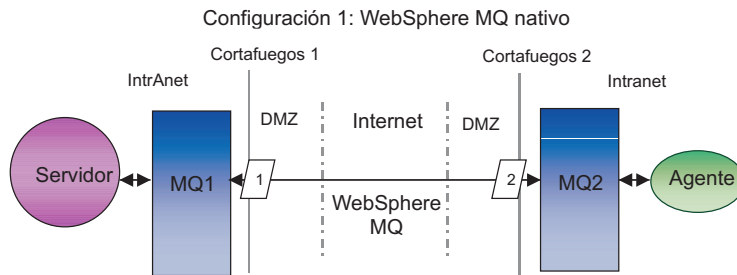 Configuración 1: WebSphere MQ nativo
Cortafuegos 1
Cortafuegos 2
IntrAnet
Intranet
DMZ
Internet
DMZ
Servidor
MQ1
1
2
MQ2
Agente
WebSphere
MQ